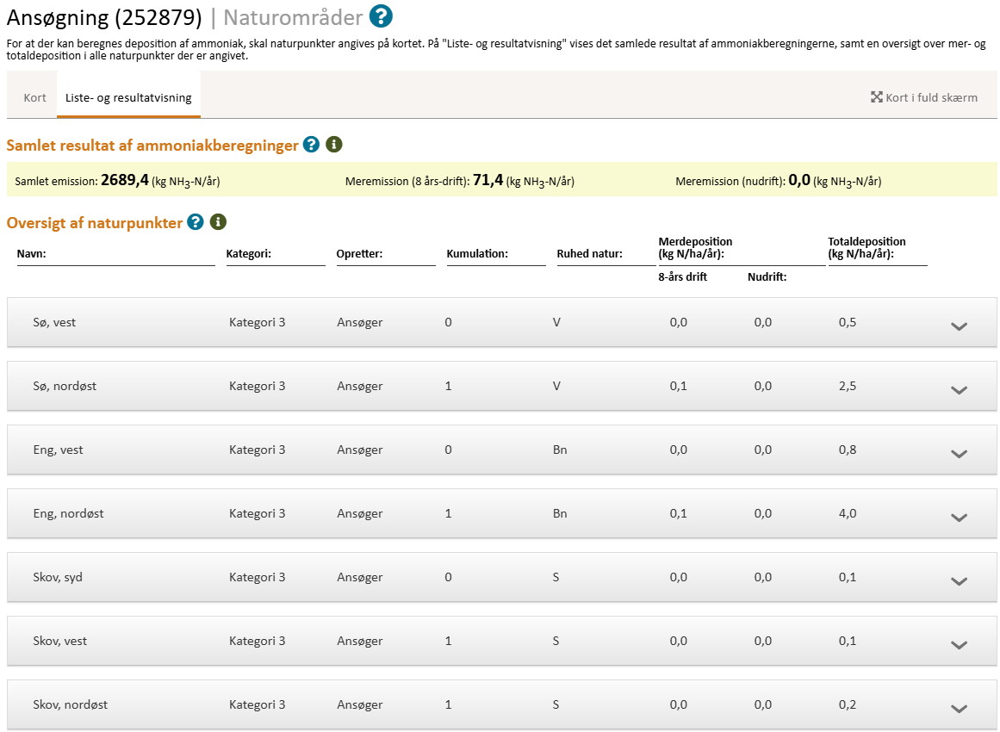 Ansøgning (252879) | Naturområder ?
For at der kan beregnes deposition af ammoniak, skal naturpunkter angives på kortet. På "Liste- og resultatvisning" vises det samlede resultat af ammoniakberegningerne, samt en oversigt over mer- og
totaldeposition i alle naturpunkter der er angivet.
Kort Liste- og resultatvisning Kort i fuld skærm
Samlet resultat af ammoniakberegninger ? i
Samlet emission: 2689,4 (kg NH3-N/år) Meremission (8 års-drift): 71,4 (kg NH3-N/år) Meremission (nudrift): 0,0 (kg NH3-N/år)
Oversigt af naturpunkter ? i
Navn: Kategori: Opretter: Kumulation: Ruhed natur: Merdeposition (kg N/ha/år): Totaldeposition (kg N/ha/år):
8-års drift Nudrift:
Sø, vest Kategori 3 Ansøger 0 V 0,0 0,0 0,5
Sø, nordøst Kategori 3 Ansøger 1 V 0,1 0,0 2,5
Eng, vest Kategori 3 Ansøger 0 Bn 0,0 0,0 0,8
Eng, nordøst Kategori 3 Ansøger 1 Bn 0,1 0,0 4,0
Skov, syd Kategori 3 Ansøger 0 S 0,0 0,0 0,1
Skov, vest Kategori 3 Ansøger 1 S 0,0 0,0 0,1
Skov, nordøst Kategori 3 Ansøger 1 S 0,0 0,0 0,2